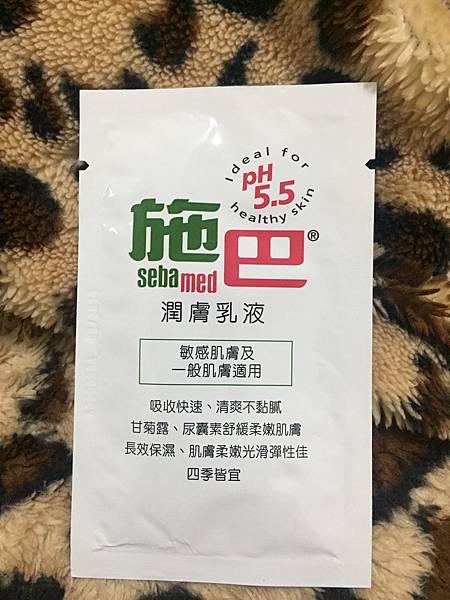 Ideal for
pH
5.5
healthy skin
施巴®
sebamed
潤膚乳液
敏感肌膚及
一般肌膚適用
吸收快速、清爽不黏膩
甘菊露、尿囊素舒緩柔嫩肌膚
長效保濕、肌膚柔嫩光滑彈性佳
四季皆宜